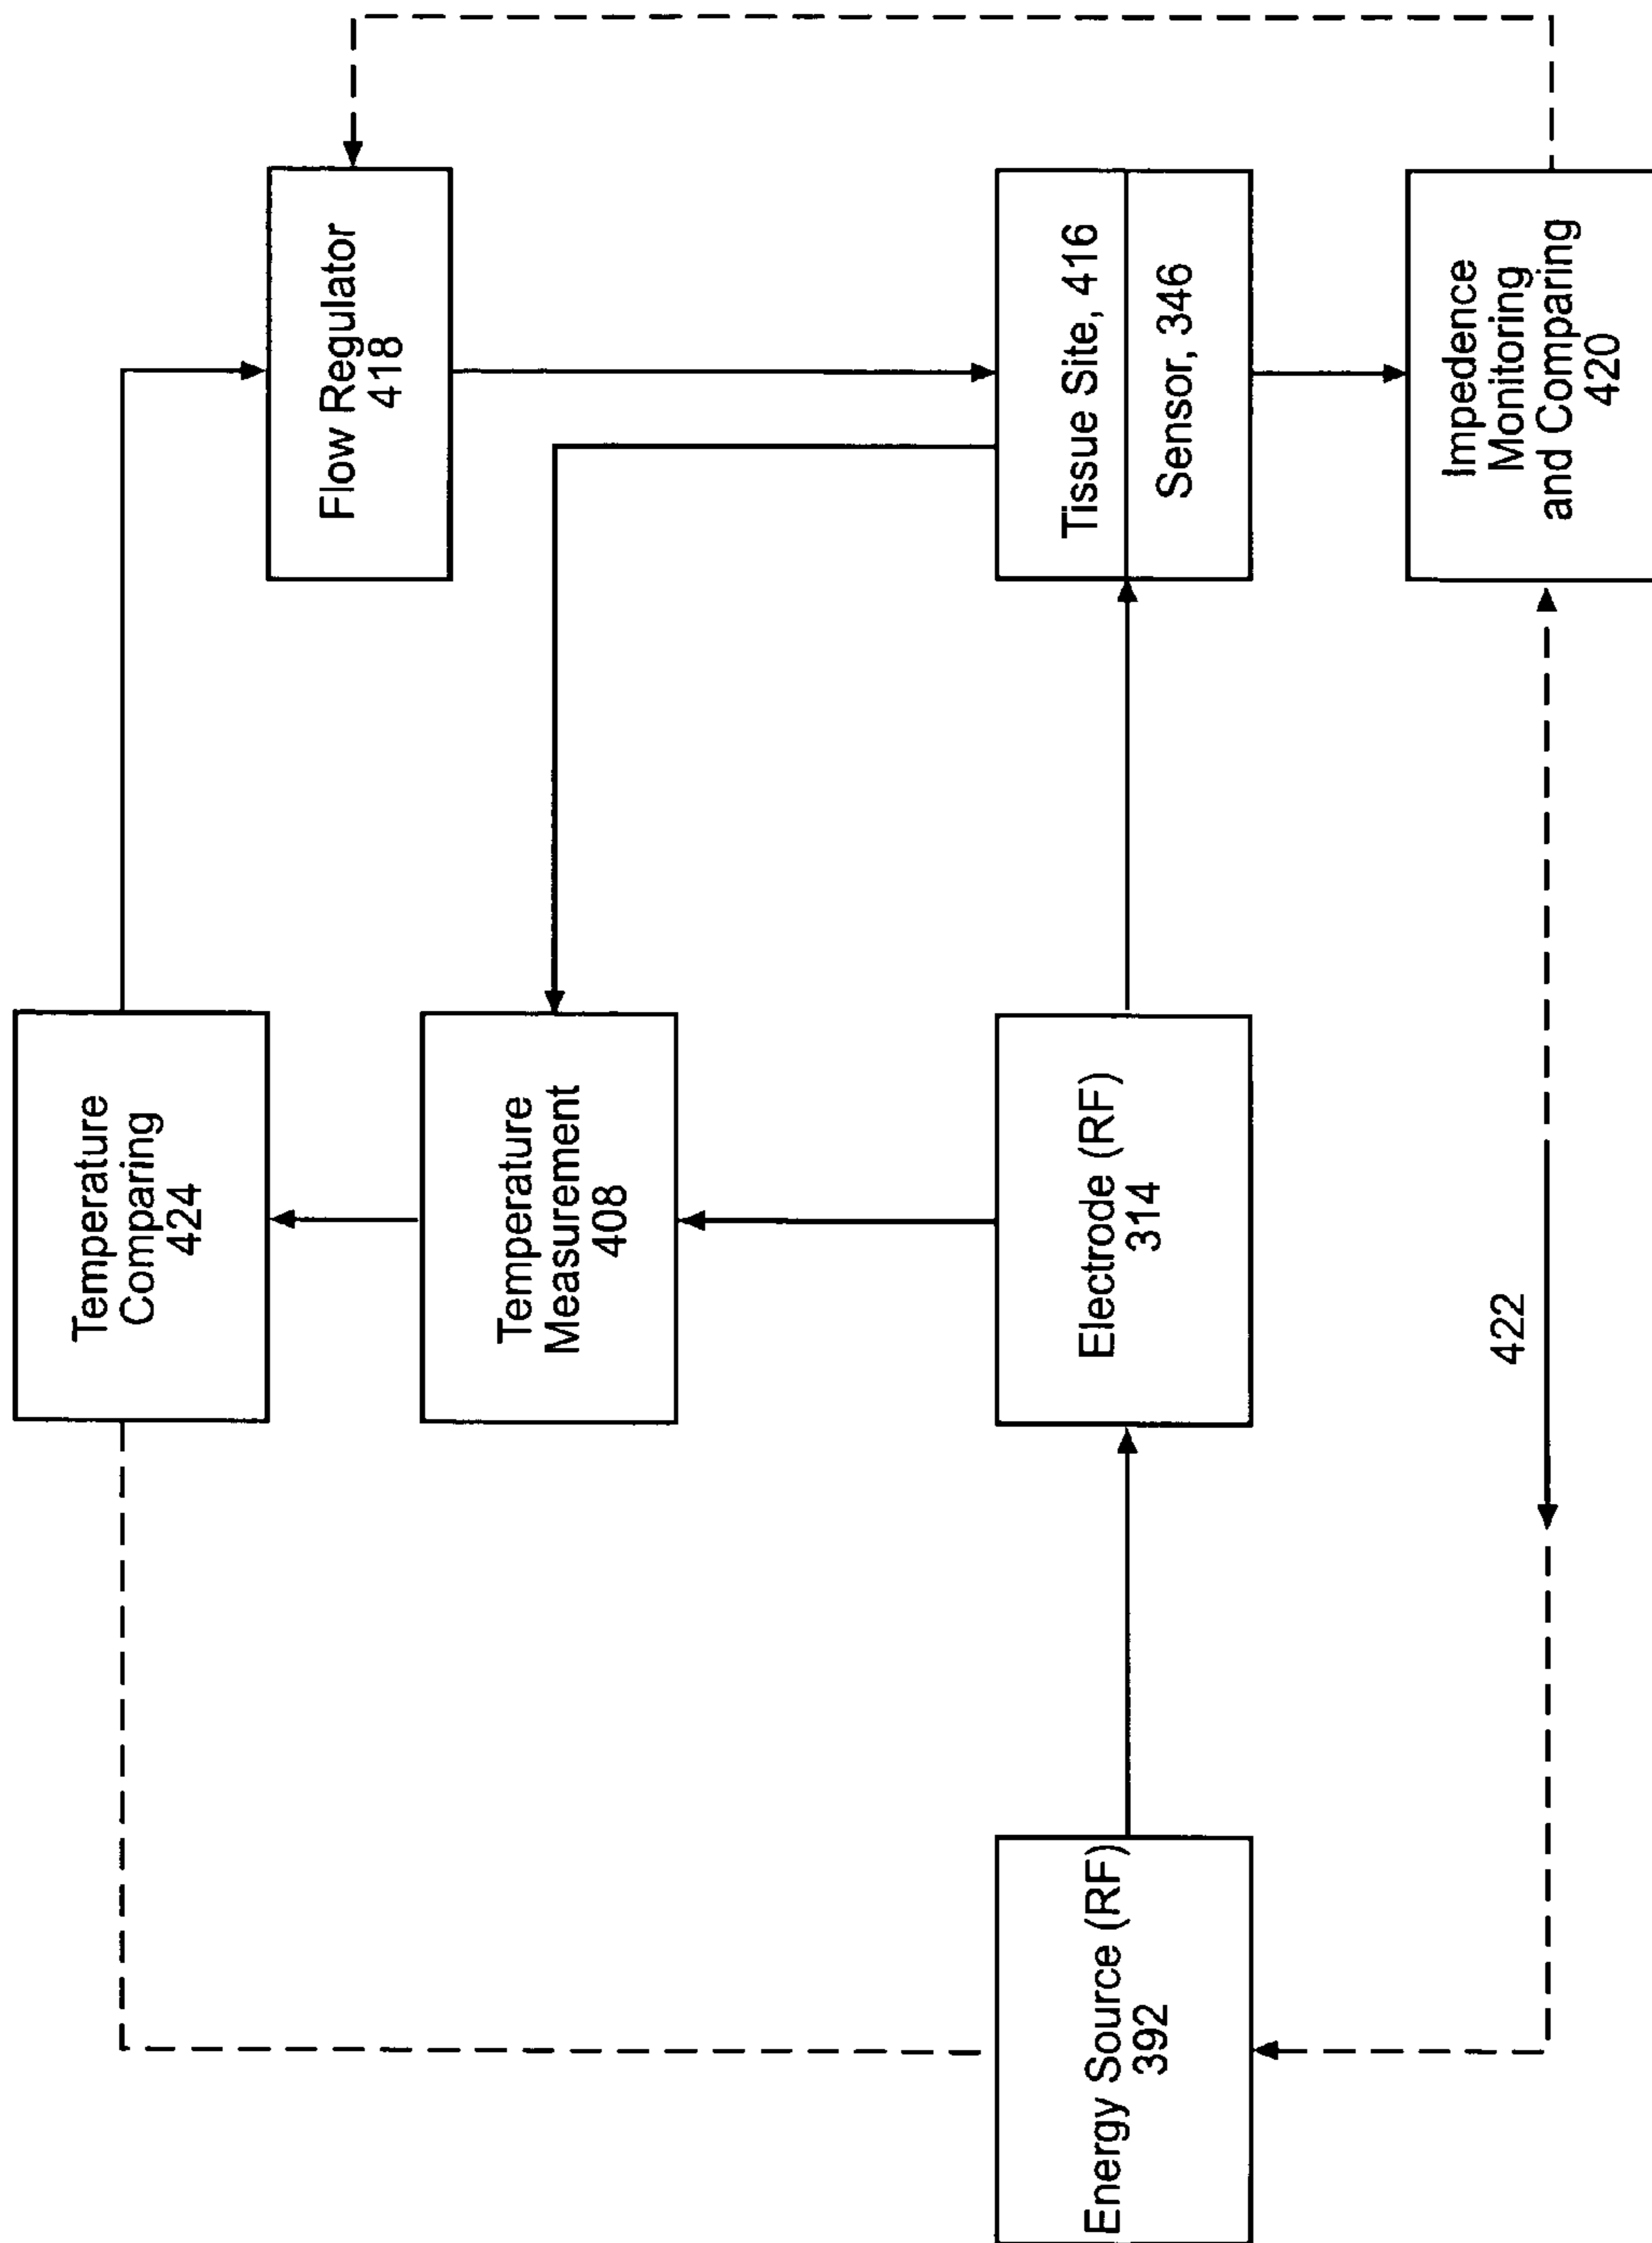 Temperature
Comparing
424
Flow Regulator
418
Temperature
Measurement
408
Energy Source (RF)
392
Electrode (RF)
314
Tissue Site, 416
Sensor, 346
422
Impedence
Monitoring
and Comparing
420